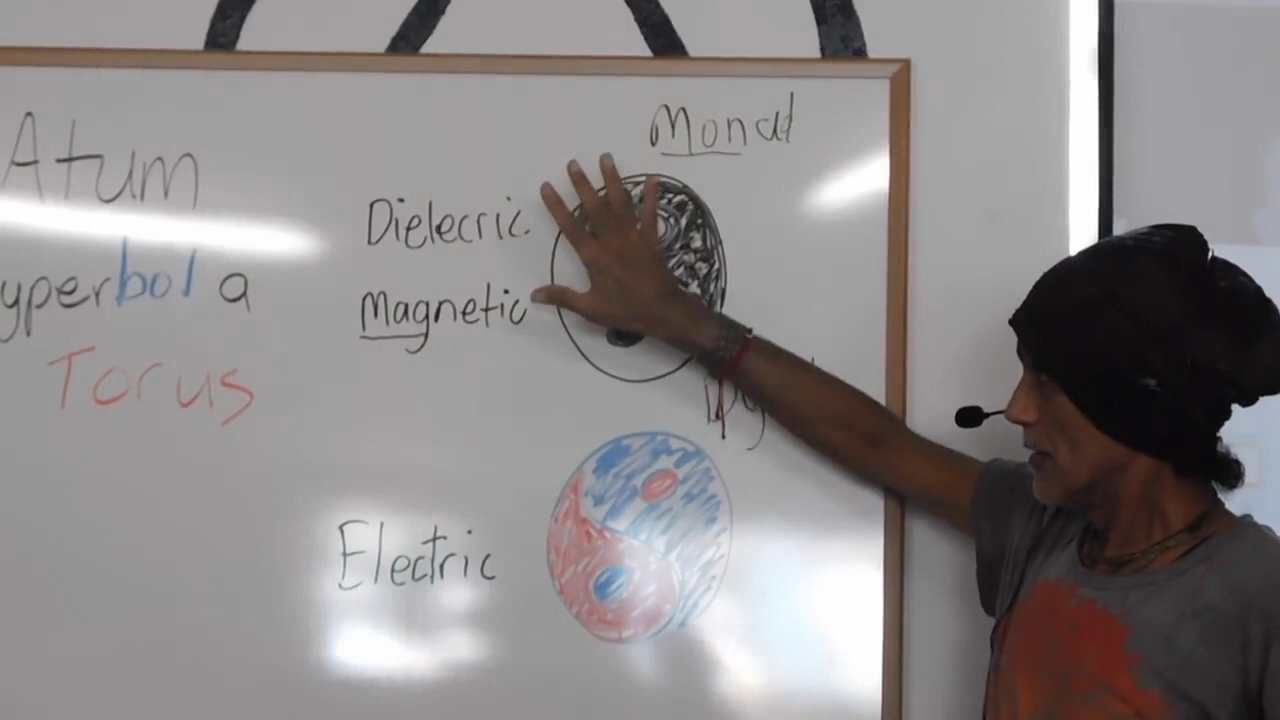 Atum
yperbola
Torus
Monad
Dielecric
Magnetic
Electric